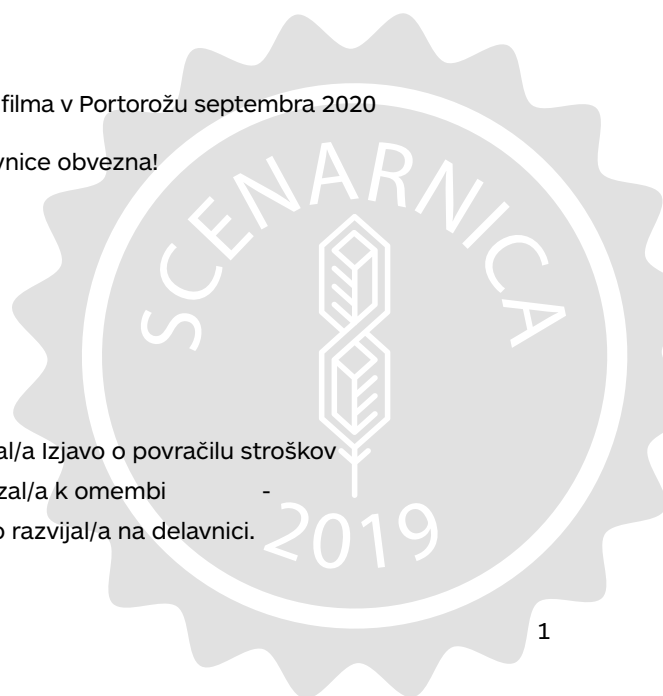 filma v Portorožu septembra 2020
vnice obvezna!
SCENARNICA
al/a Izjavo o povračilu stroškov
zal/a k omembi -
o razvijal/a na delavnici.
2019
1